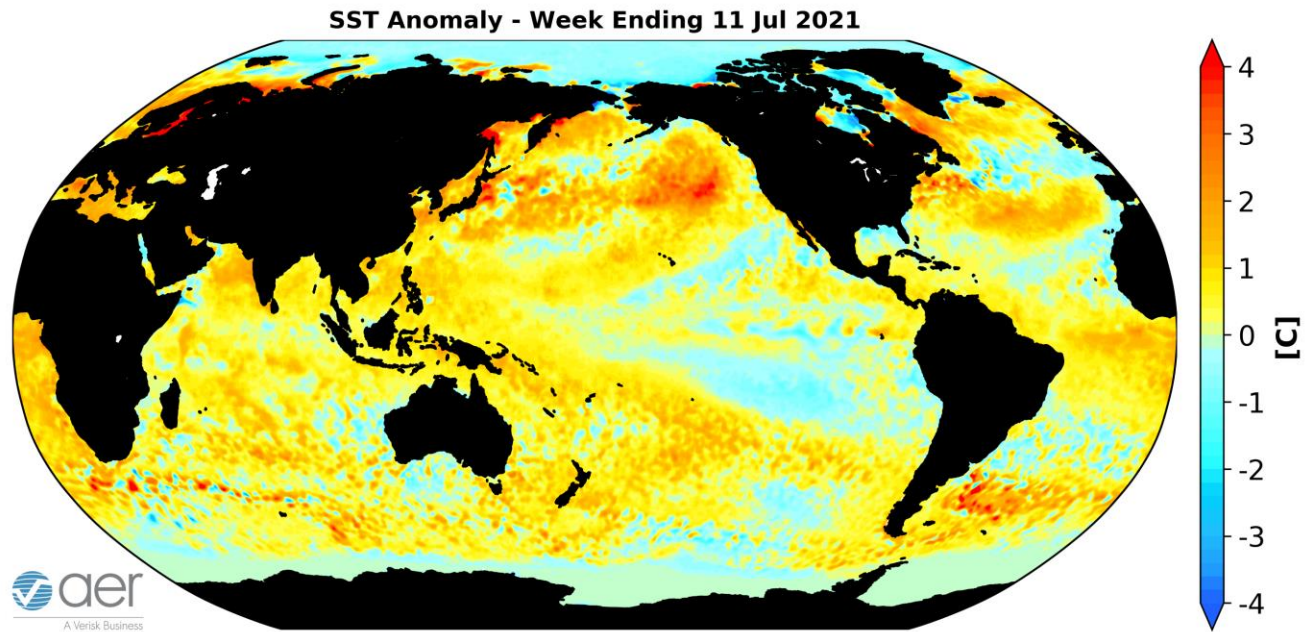 SST Anomaly - Week Ending 11 Jul 2021
4
3
2
1
0
-1
-2
-3
-4
[C]
aer
A Verisk Business